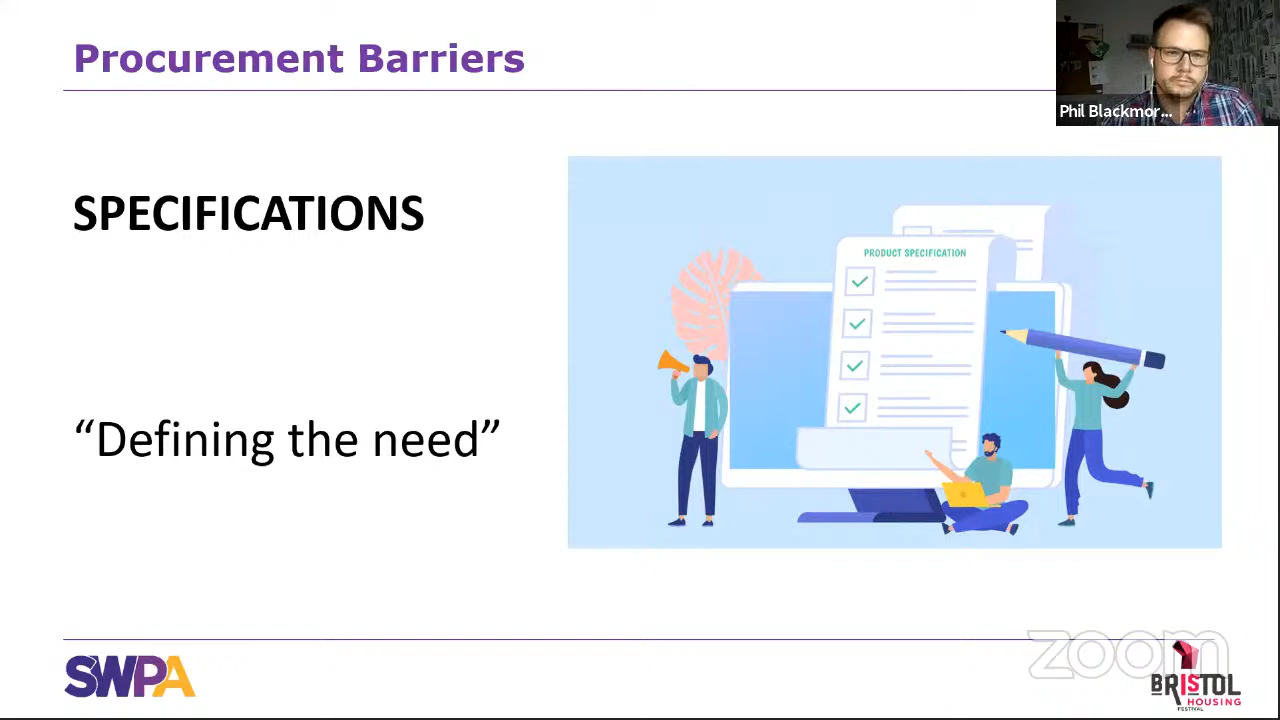 Procurement Barriers
Phil Blackmor...
SPECIFICATIONS
PRODUCT SPECIFICATION
“Defining the need”
zoom
SWPA
BRISTOL
HOUSING
FESTIVAL